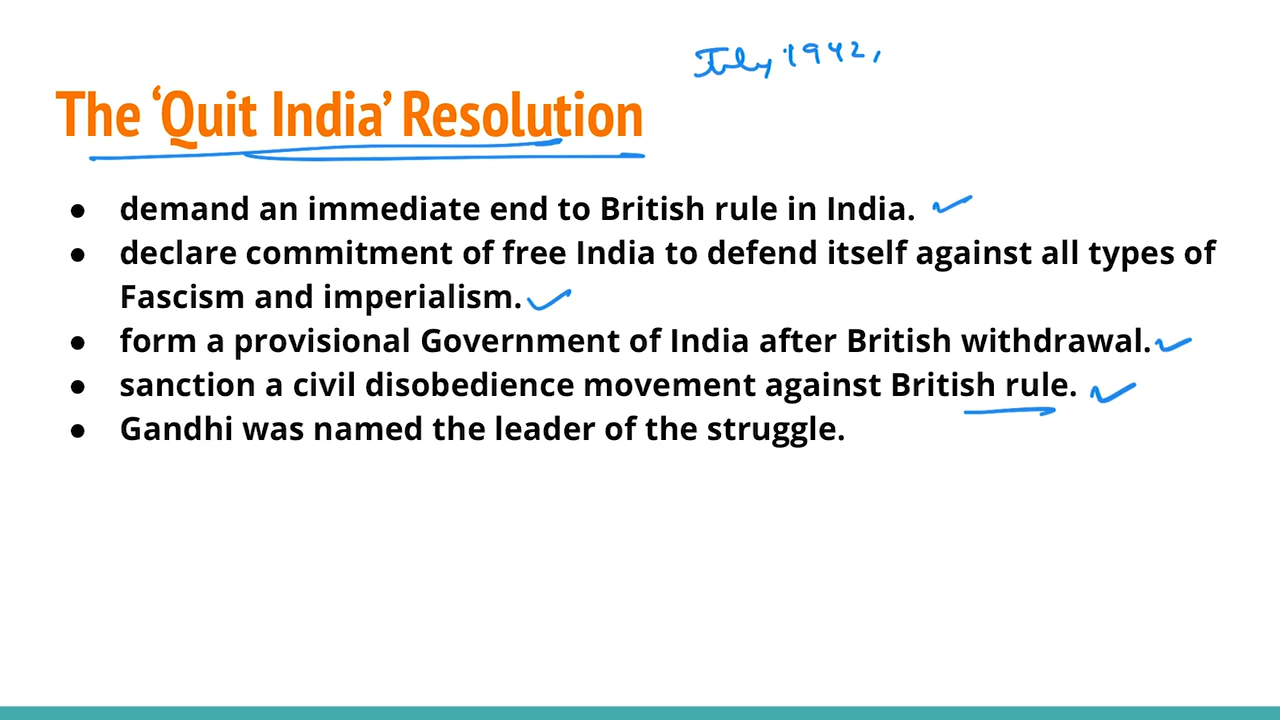 July 1942,
The ‘Quit India’ Resolution
● demand an immediate end to British rule in India.
● declare commitment of free India to defend itself against all types of
Fascism and imperialism.
● form a provisional Government of India after British withdrawal.
● sanction a civil disobedience movement against British rule.
● Gandhi was named the leader of the struggle.